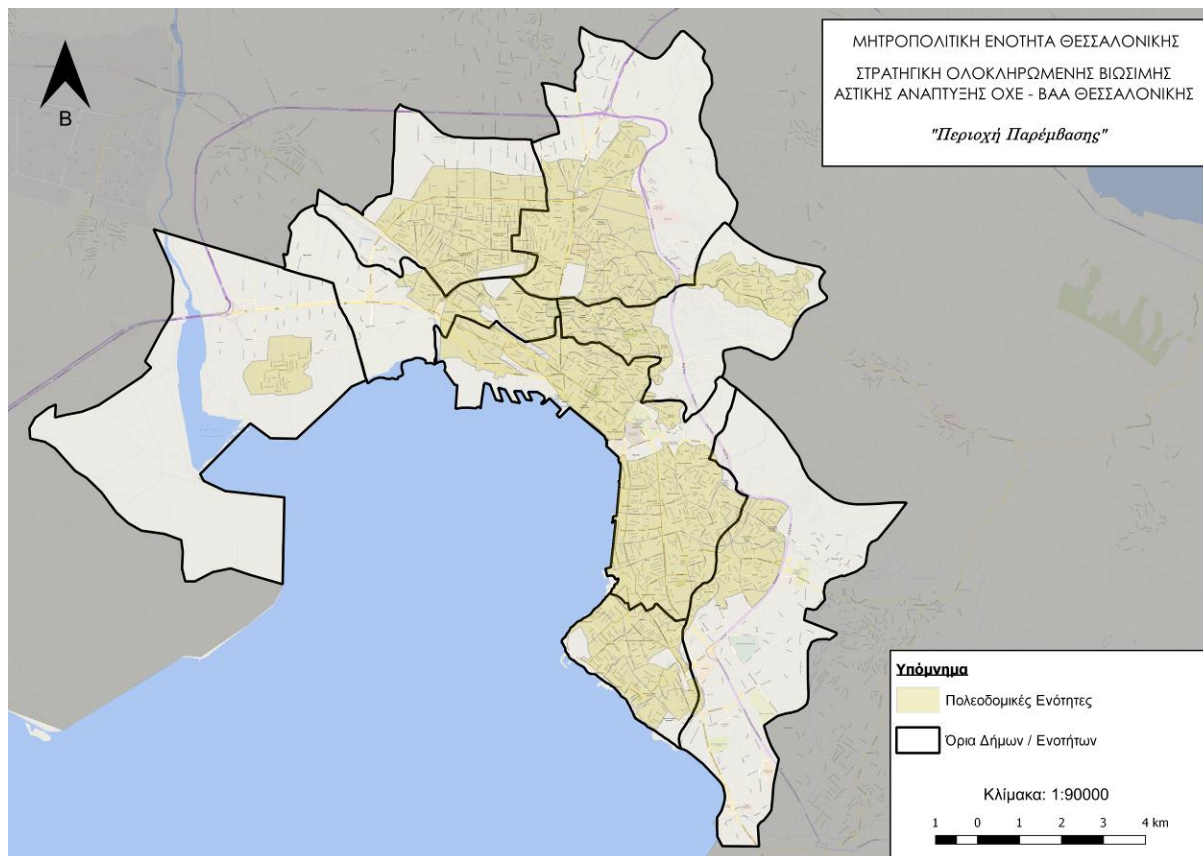 ΜΗΤΡΟΠΟΛΙΤΙΚΗ ΕΝΟΤΗΤΑ ΘΕΣΣΑΛΟΝΙΚΗΣ
ΣΤΡΑΤΗΓΙΚΗ ΟΛΟΚΛΗΡΩΜΕΝΗΣ ΒΙΩΣΙΜΗΣ
ΑΣΤΙΚΗΣ ΑΝΑΠΤΥΞΗΣ ΟΧΕ - ΒΑΑ ΘΕΣΣΑΛΟΝΙΚΗΣ
"Περιοχή Παρέμβασης"
Β
Υπόμνημα
Πολεοδομικές Ενότητες
Όρια Δήμων / Ενοτήτων
Κλίμακα: 1:90000
1 0 1 2 3 4 km